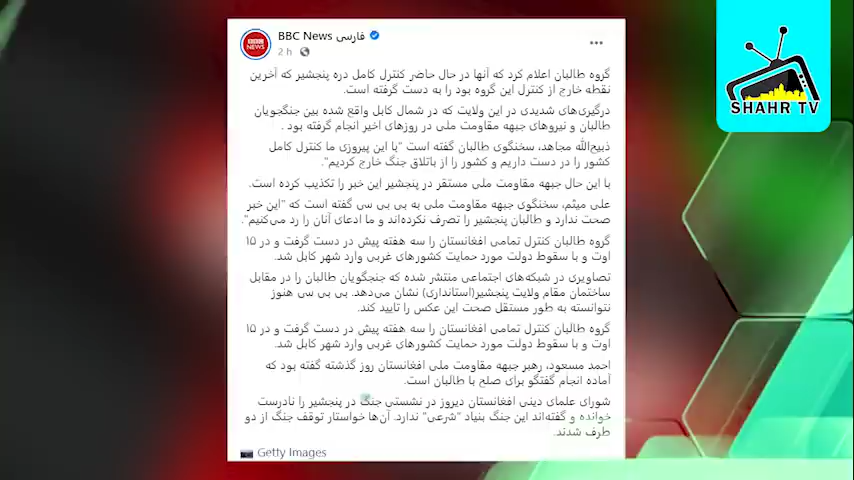 BBC News فارسی
2 h
BBC
NEWS
SHAHR TV
گروه طالبان اعلام کرد که آنها در حال حاضر کنترل کامل دره پنجشیر که آخرین
نقطه خارج از کنترل این گروه بود را به دست گرفته است.
درگیری‌های شدیدی در این ولایت که در شمال کابل واقع شده بین جنگجویان
طالبان و نیروهای جبهه مقاومت ملی در روزهای اخیر انجام گرفته بود .
ذبیح‌الله مجاهد، سخنگوی طالبان گفته است "با این پیروزی ما کنترل کامل
کشور را در دست داریم و کشور را از باتلاق جنگ خارج کردیم".
با این حال جبهه مقاومت ملی مستقر در پنجشیر این خبر را تکذیب کرده است.
علی میثم، سخنگوی جبهه مقاومت ملی به بی بی سی گفته است که "این خبر
صحت ندارد و طالبان پنجشیر را تصرف نکرده‌اند و ما ادعای آنان را رد می‌کنیم".
گروه طالبان کنترل تمامی افغانستان را سه هفته پیش در دست گرفت و در ۱۵
اوت و با سقوط دولت مورد حمایت کشورهای غربی وارد شهر کابل شد.
تصاویری در شبکه‌های اجتماعی منتشر شده که جنجگویان طالبان را در مقابل
ساختمان مقام ولایت پنجشیر(استانداری) نشان می‌دهد. بی بی سی هنوز
نتوانسته به طور مستقل صحت این عکس را تایید کند.
گروه طالبان کنترل تمامی افغانستان را سه هفته پیش در دست گرفت و در ۱۵
اوت و با سقوط دولت مورد حمایت کشورهای غربی وارد شهر کابل شد.
احمد مسعود، رهبر جبهه مقاومت ملی افغانستان روز گذشته گفته بود که
آماده انجام گفتگو برای صلح با طالبان است.
شورای علمای دینی افغانستان دیروز در نشستی جنگ در پنجشیر را نادرست
خوانده و گفته‌اند این جنگ بنیاد "شرعی" ندارد. آن‌ها خواستار توقف جنگ از دو
طرف شدند.
Getty Images